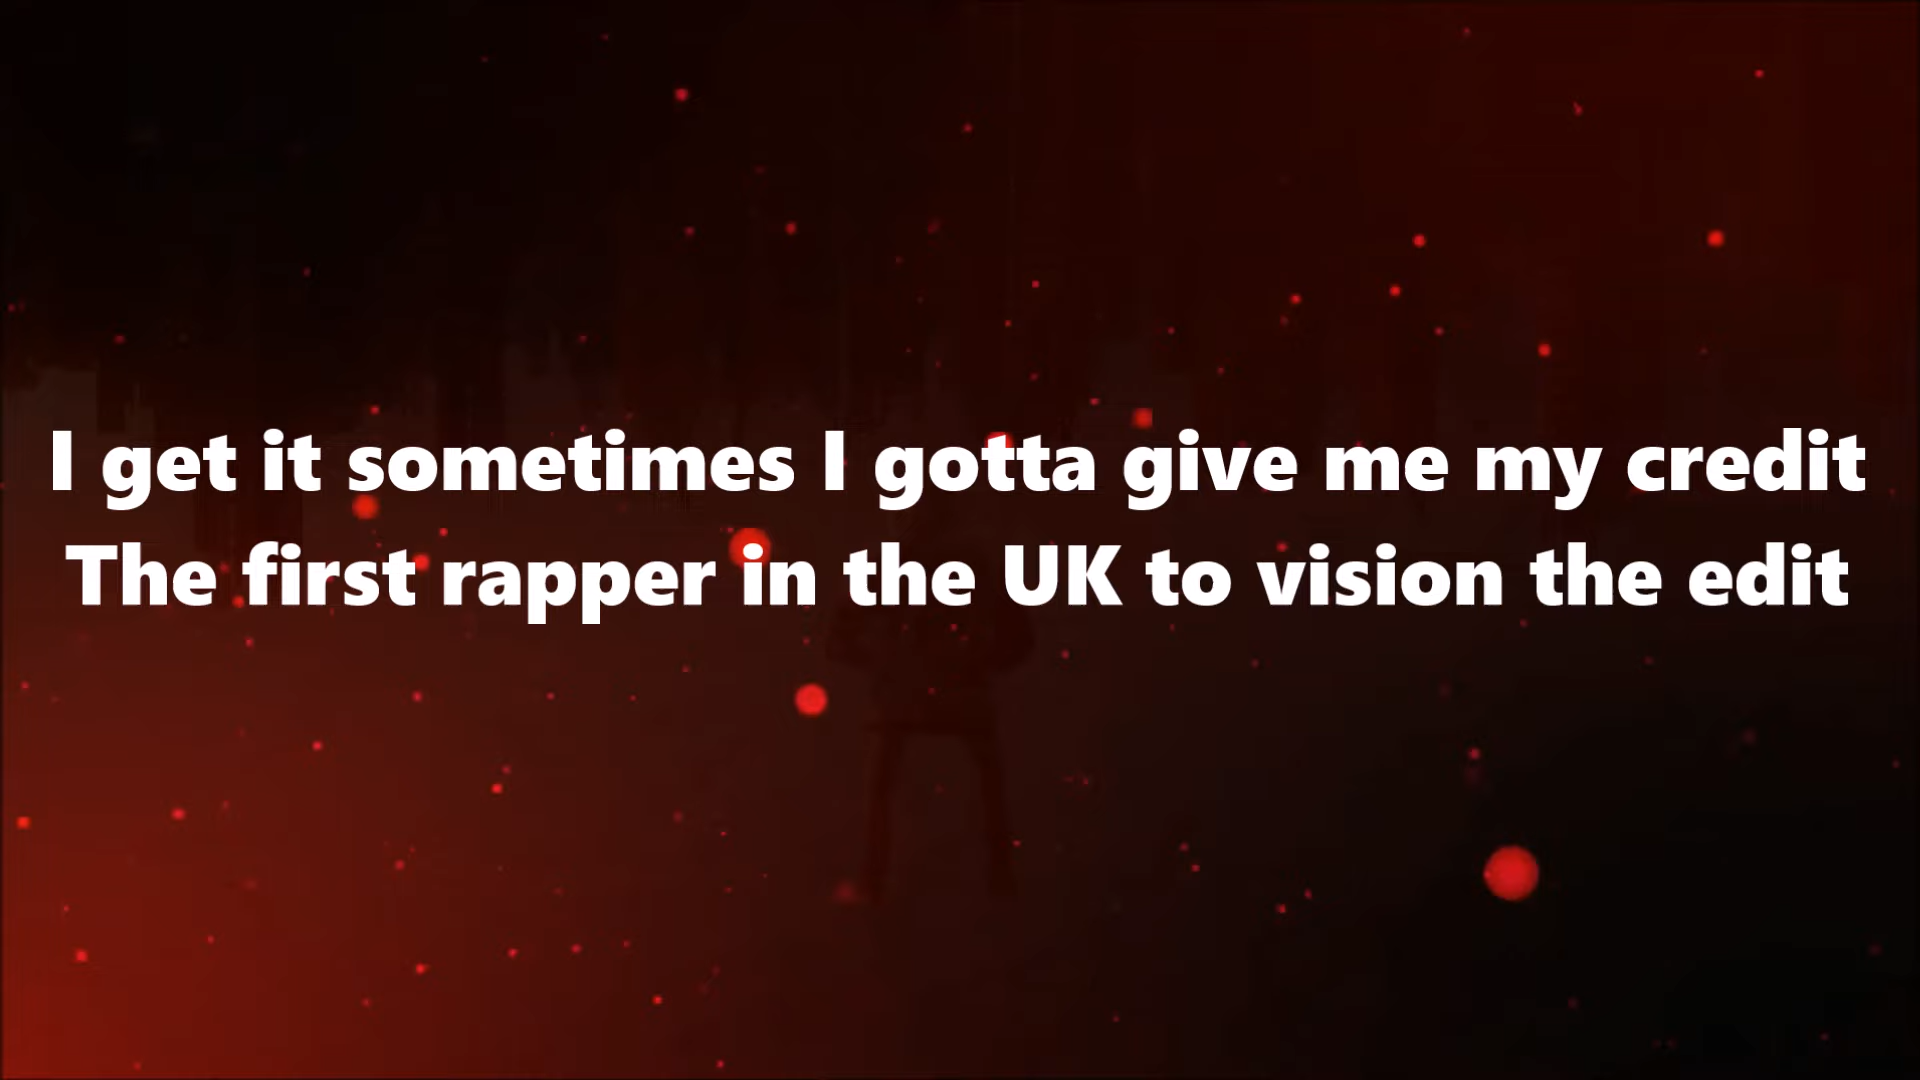 I get it sometimes I gotta give me my credit
The first rapper in the UK to vision the edit